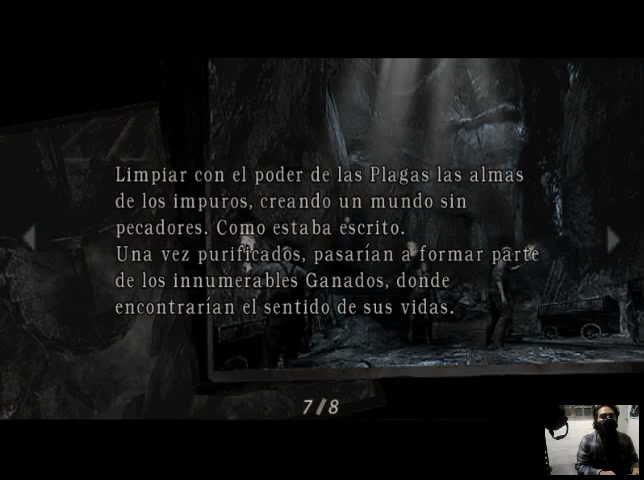 Limpiar con el poder de las Plagas las almas
de los impuros, creando un mundo sin
pecadores. Como estaba escrito.
Una vez purificados, pasarían a formar parte
de los innumerables Ganados, donde
encontrarían el sentido de sus vidas.
7/8